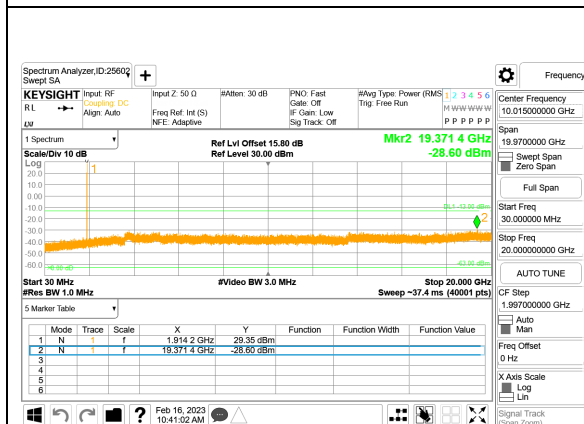 Spectrum Analyzer,ID:25602
Swept SA
+
Frequency
KEYSIGHT
RL
Input: RF
Coupling: DC
Align: Auto
Input Z: 50 Ω
Freq Ref: Int (S)
NFE: Adaptive
#Atten: 30 dB
PNO: Fast
Gate: Off
IF Gain: Low
Sig Track: Off
#Avg Type: Power (RMS
Trig: Free Run
1 2 3 4 5 6
M W W W W W
P P P P P P
1 Spectrum
Scale/Div 10 dB
Ref Lvl Offset 15.80 dB
Ref Level 30.00 dBm
Mkr2 19.371 4 GHz
-28.60 dBm
Log
20.0
10.0
0.00
-10.0
-20.0
-30.0
-40.0
-50.0
-60.0
1
2
DL1 -13.00 dBm
Start 30 MHz
#Res BW 1.0 MHz
#Video BW 3.0 MHz
Stop 20.000 GHz
Sweep ~37.4 ms (40001 pts)
5 Marker Table
Mode Trace Scale X Y Function Function Width Function Value
1 N 1 f 1.914 2 GHz 29.35 dBm
2 N 1 f 19.371 4 GHz -28.60 dBm
3
4
5
6
Feb 16, 2023
10:41:02 AM
Center Frequency
10.015000000 GHz
Span
19.9700000 GHz
Swept Span
Zero Span
Full Span
Start Freq
30.000000 MHz
Stop Freq
20.000000000 GHz
AUTO TUNE
CF Step
1.997000000 GHz
Auto
Man
Freq Offset
0 Hz
X Axis Scale
Log
Lin
Signal Track
(Span Zoom)